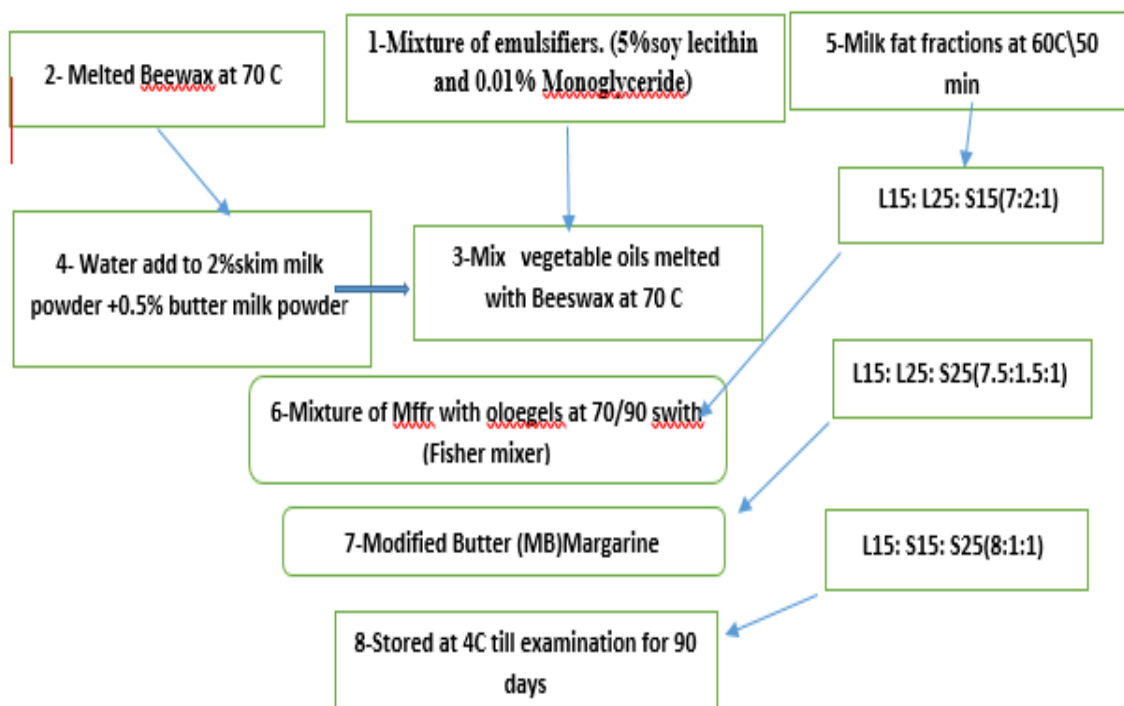 1-Mixture of emulsifiers. (5%soy lecithin
and 0.01% Monoglyceride)
2- Melted Beewax at 70 C
5-Milk fat fractions at 60C\50
min
L15: L25: S15(7:2:1)
4- Water add to 2%skim milk
powder +0.5% butter milk powder
3-Mix vegetable oils melted
with Beeswax at 70 C
L15: L25: S25(7.5:1.5:1)
6-Mixture of Mffr with ologels at 70/90 swith
(Fisher mixer)
7-Modified Butter (MB)Margarine
L15: S15: S25(8:1:1)
8-Stored at 4C till examination for 90
days